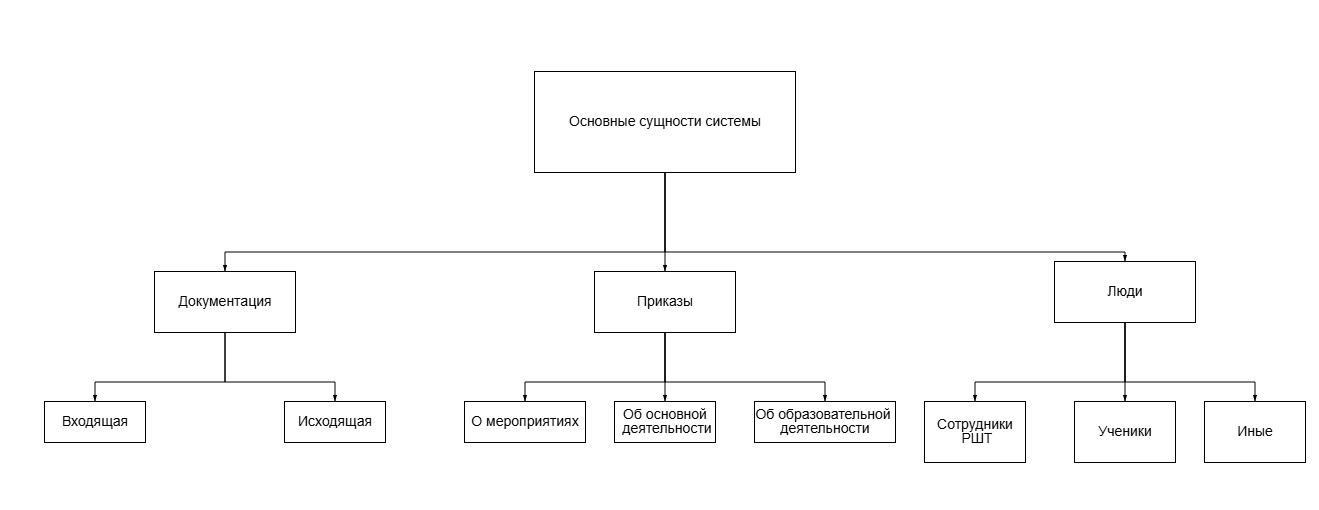 Основные сущности системы
Документация
Приказы
Люди
Входящая
Исходящая
О мероприятиях
Об основной
деятельности
Об образовательной
деятельности
Сотрудники
РШТ
Ученики
Иные